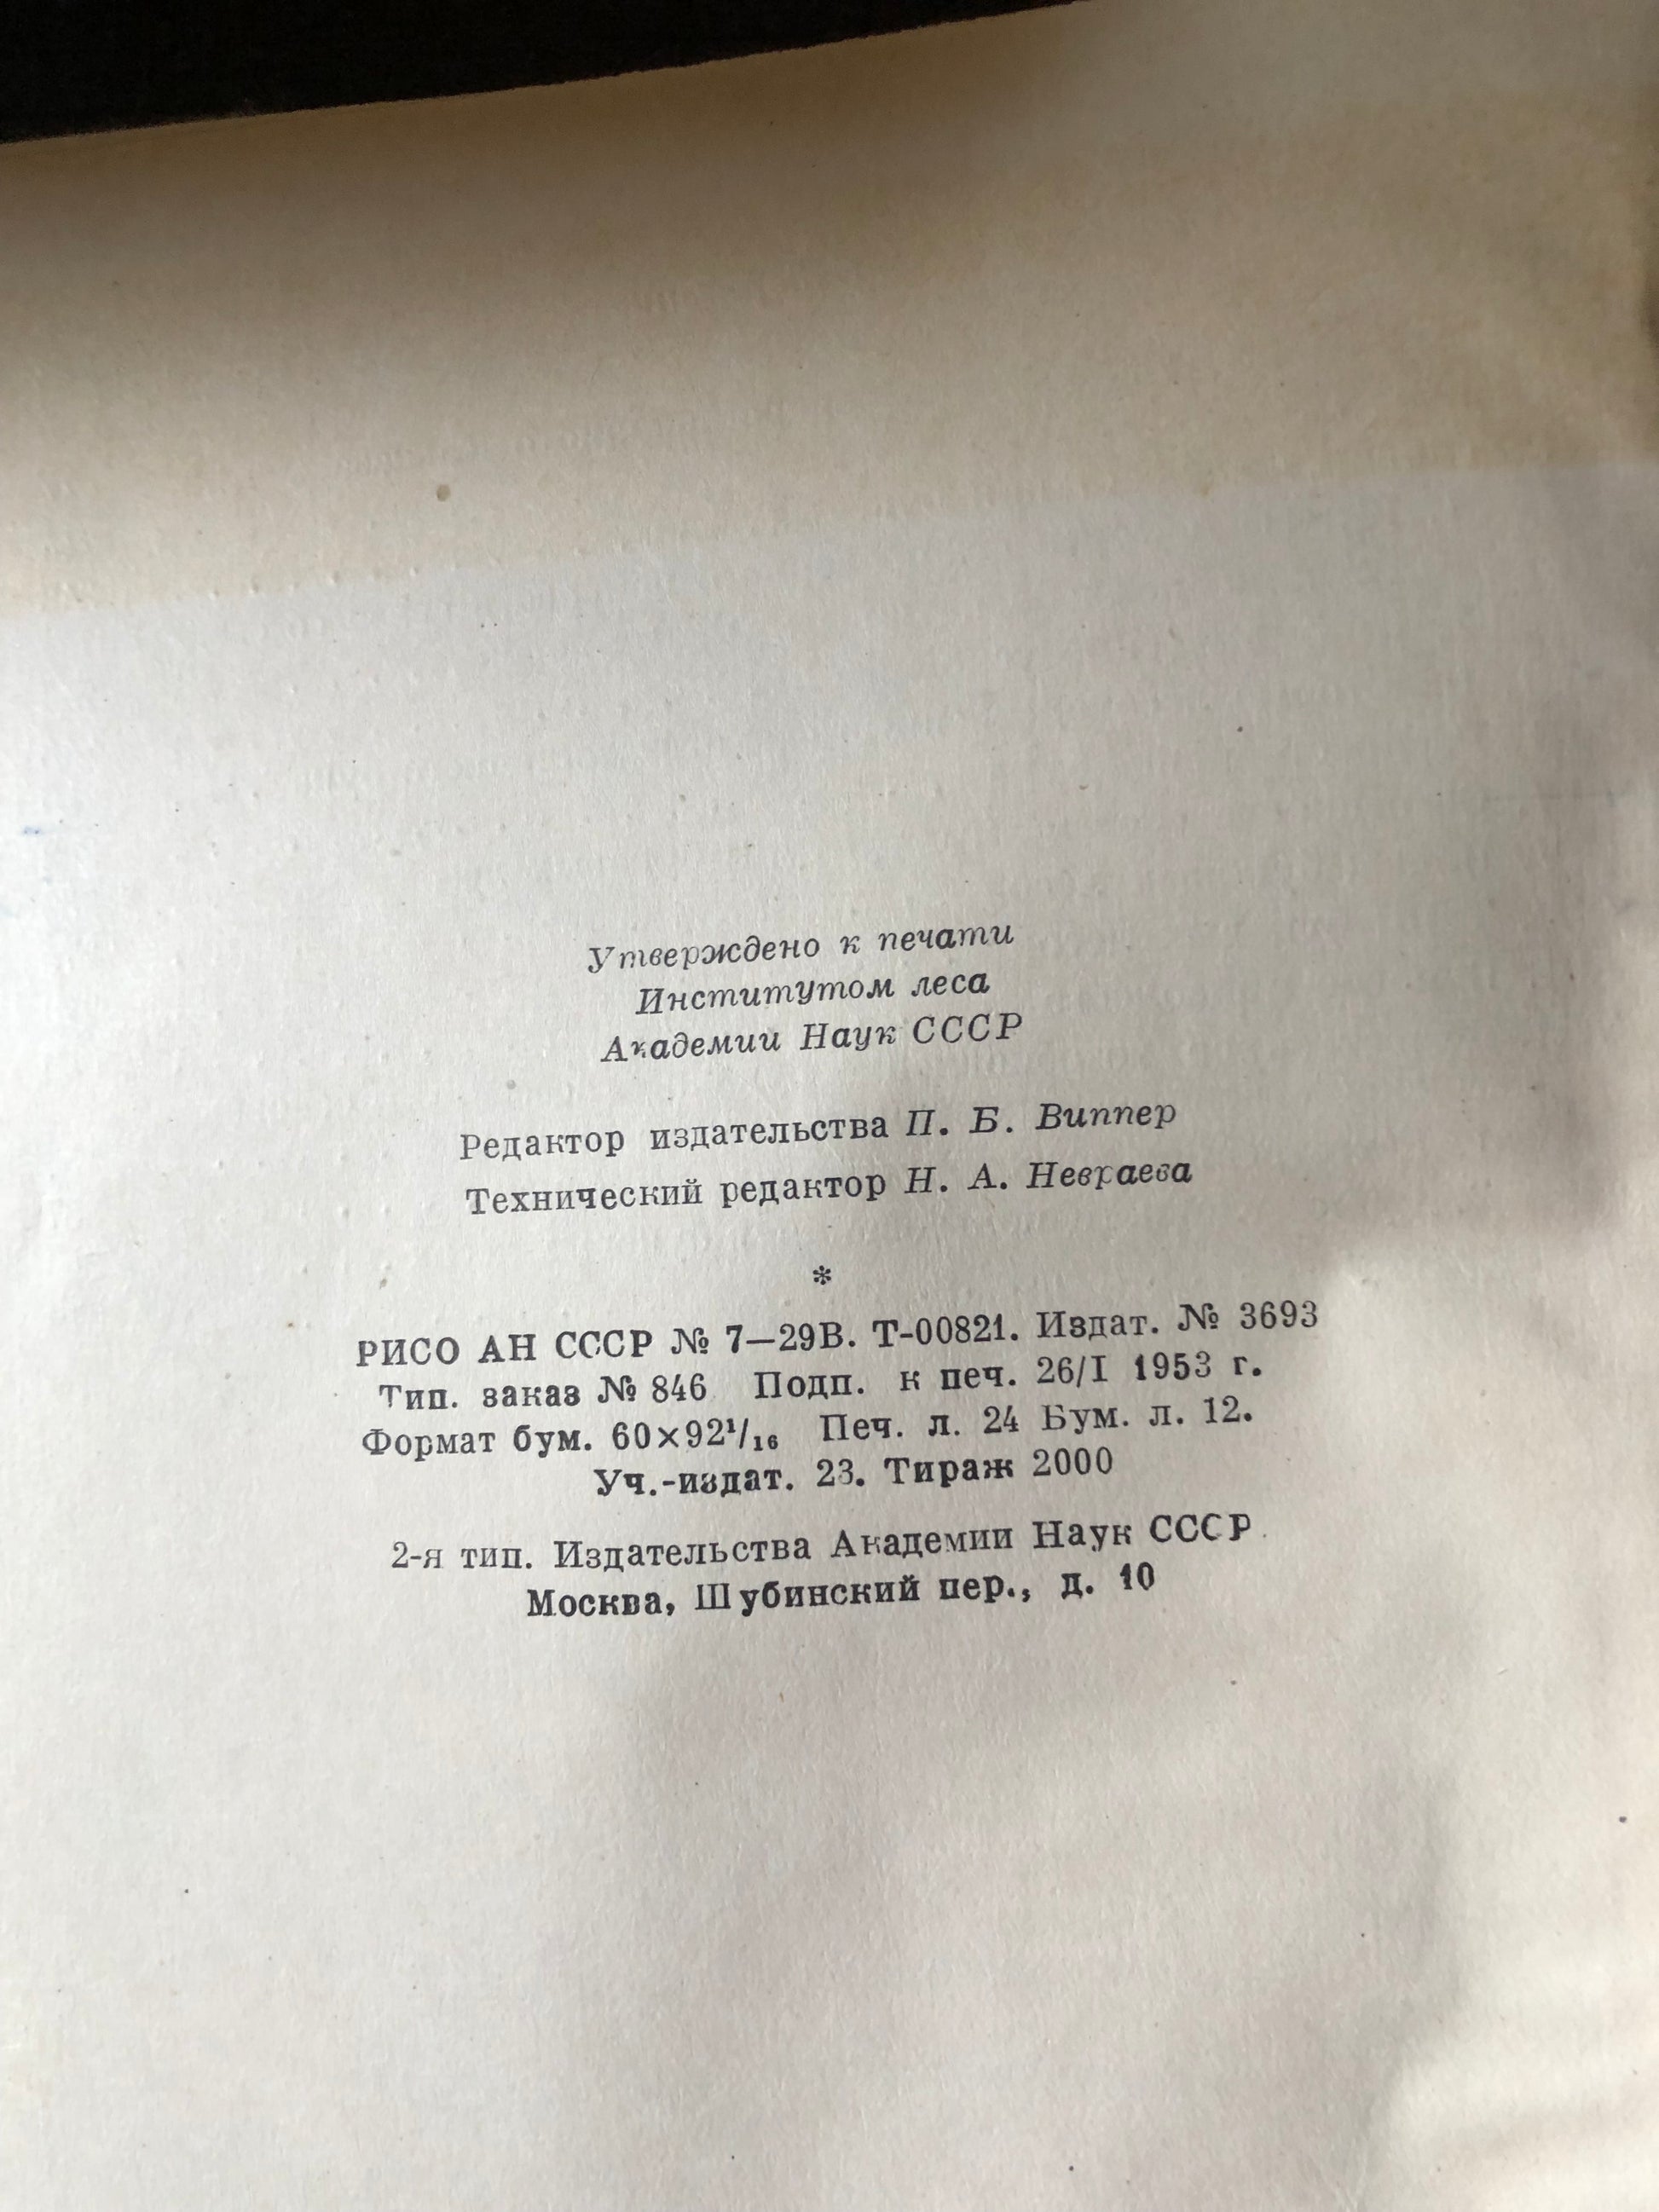 Утверждено к печати
Институтом леса
Академии Наук СССР
Редактор издательства П. Б. Виппер
Технический редактор Н. А. Невраева
*
РИСО АН СССР № 7—29В. Т-00821. Издат. № 3693
Тип. заказ № 846 Подп. к печ. 26/I 1953 г.
Формат бум. 60×92¹/₁₆ Печ. л. 24 Бум. л. 12.
Уч.-издат. 23. Тираж 2000
2-я тип. Издательства Академии Наук СССР.
Москва, Шубинский пер., д. 10